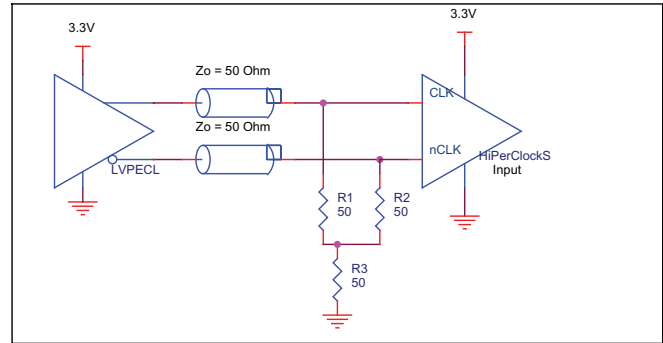 3.3V
3.3V
Zo = 50 Ohm
CLK
Zo = 50 Ohm
nCLK
HiPerClockS
LVPECL
Input
R1
50
R2
50
R3
50